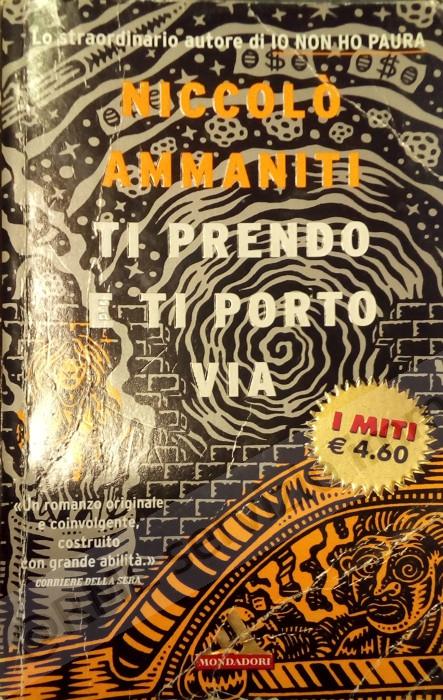 Lo straordinario autore di IO NON HO PAURA
NICCOLÒ
AMMANITI
TI PRENDO
E TI PORTO
VIA
I MITI
€ 4.60
«Un romanzo originale
e coinvolgente,
costruito
con grande abilità.»
CORRIERE DELLA SERA
MONDADORI